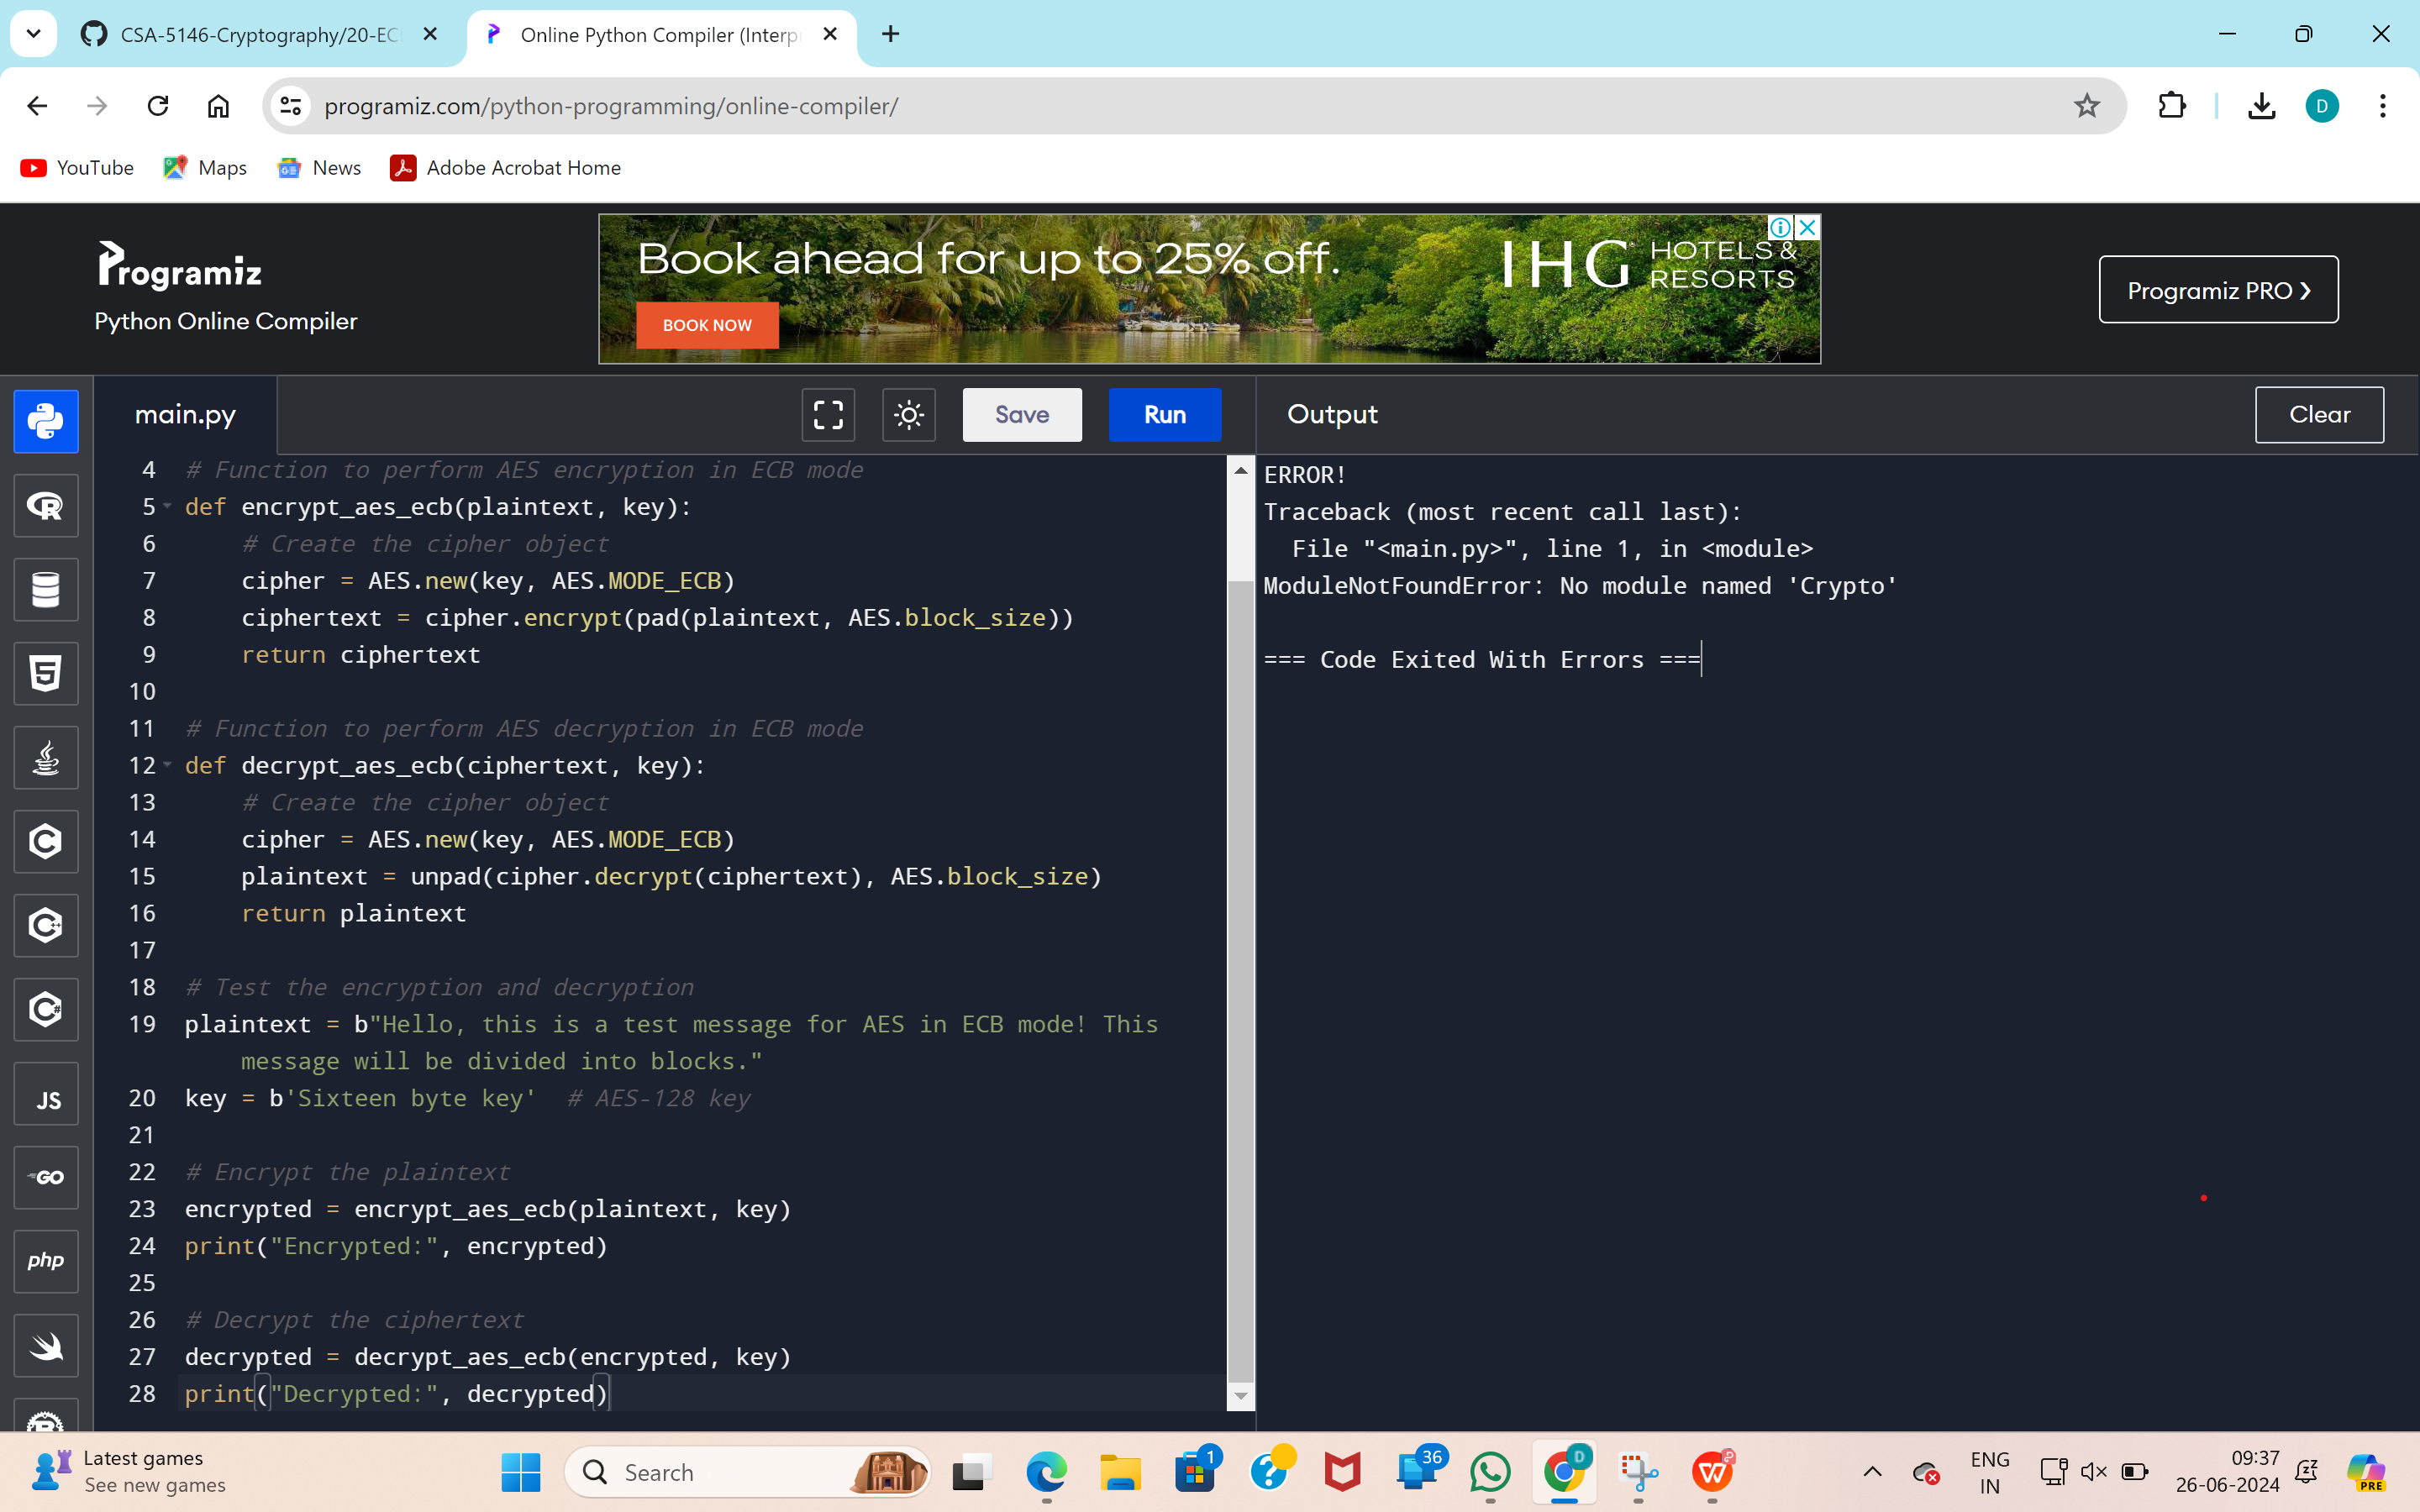 CSA-5146-Cryptography/20-EC
Online Python Compiler (Interp
programiz.com/python-programming/online-compiler/
D
YouTube
Maps
News
Adobe Acrobat Home
Programiz
Python Online Compiler
Book ahead for up to 25% off.
BOOK NOW
IHG HOTELS &
RESORTS
Programiz PRO ❯
main.py
Save
Run
Output
Clear
4 # Function to perform AES encryption in ECB mode
5 def encrypt_aes_ecb(plaintext, key):
6 # Create the cipher object
7 cipher = AES.new(key, AES.MODE_ECB)
8 ciphertext = cipher.encrypt(pad(plaintext, AES.block_size))
9 return ciphertext
10
11 # Function to perform AES decryption in ECB mode
12 def decrypt_aes_ecb(ciphertext, key):
13 # Create the cipher object
14 cipher = AES.new(key, AES.MODE_ECB)
15 plaintext = unpad(cipher.decrypt(ciphertext), AES.block_size)
16 return plaintext
17
18 # Test the encryption and decryption
19 plaintext = b"Hello, this is a test message for AES in ECB mode! This
message will be divided into blocks."
20 key = b'Sixteen byte key' # AES-128 key
21
22 # Encrypt the plaintext
23 encrypted = encrypt_aes_ecb(plaintext, key)
24 print("Encrypted:", encrypted)
25
26 # Decrypt the ciphertext
27 decrypted = decrypt_aes_ecb(encrypted, key)
28 print("Decrypted:", decrypted)
ERROR!
Traceback (most recent call last):
File "<main.py>", line 1, in <module>
ModuleNotFoundError: No module named 'Crypto'
=== Code Exited With Errors ===
R
5
C
C++
C#
JS
GO
php
Latest games
See new games
Search
1
36
D
ENG
IN
09:37
26-06-2024
PRE